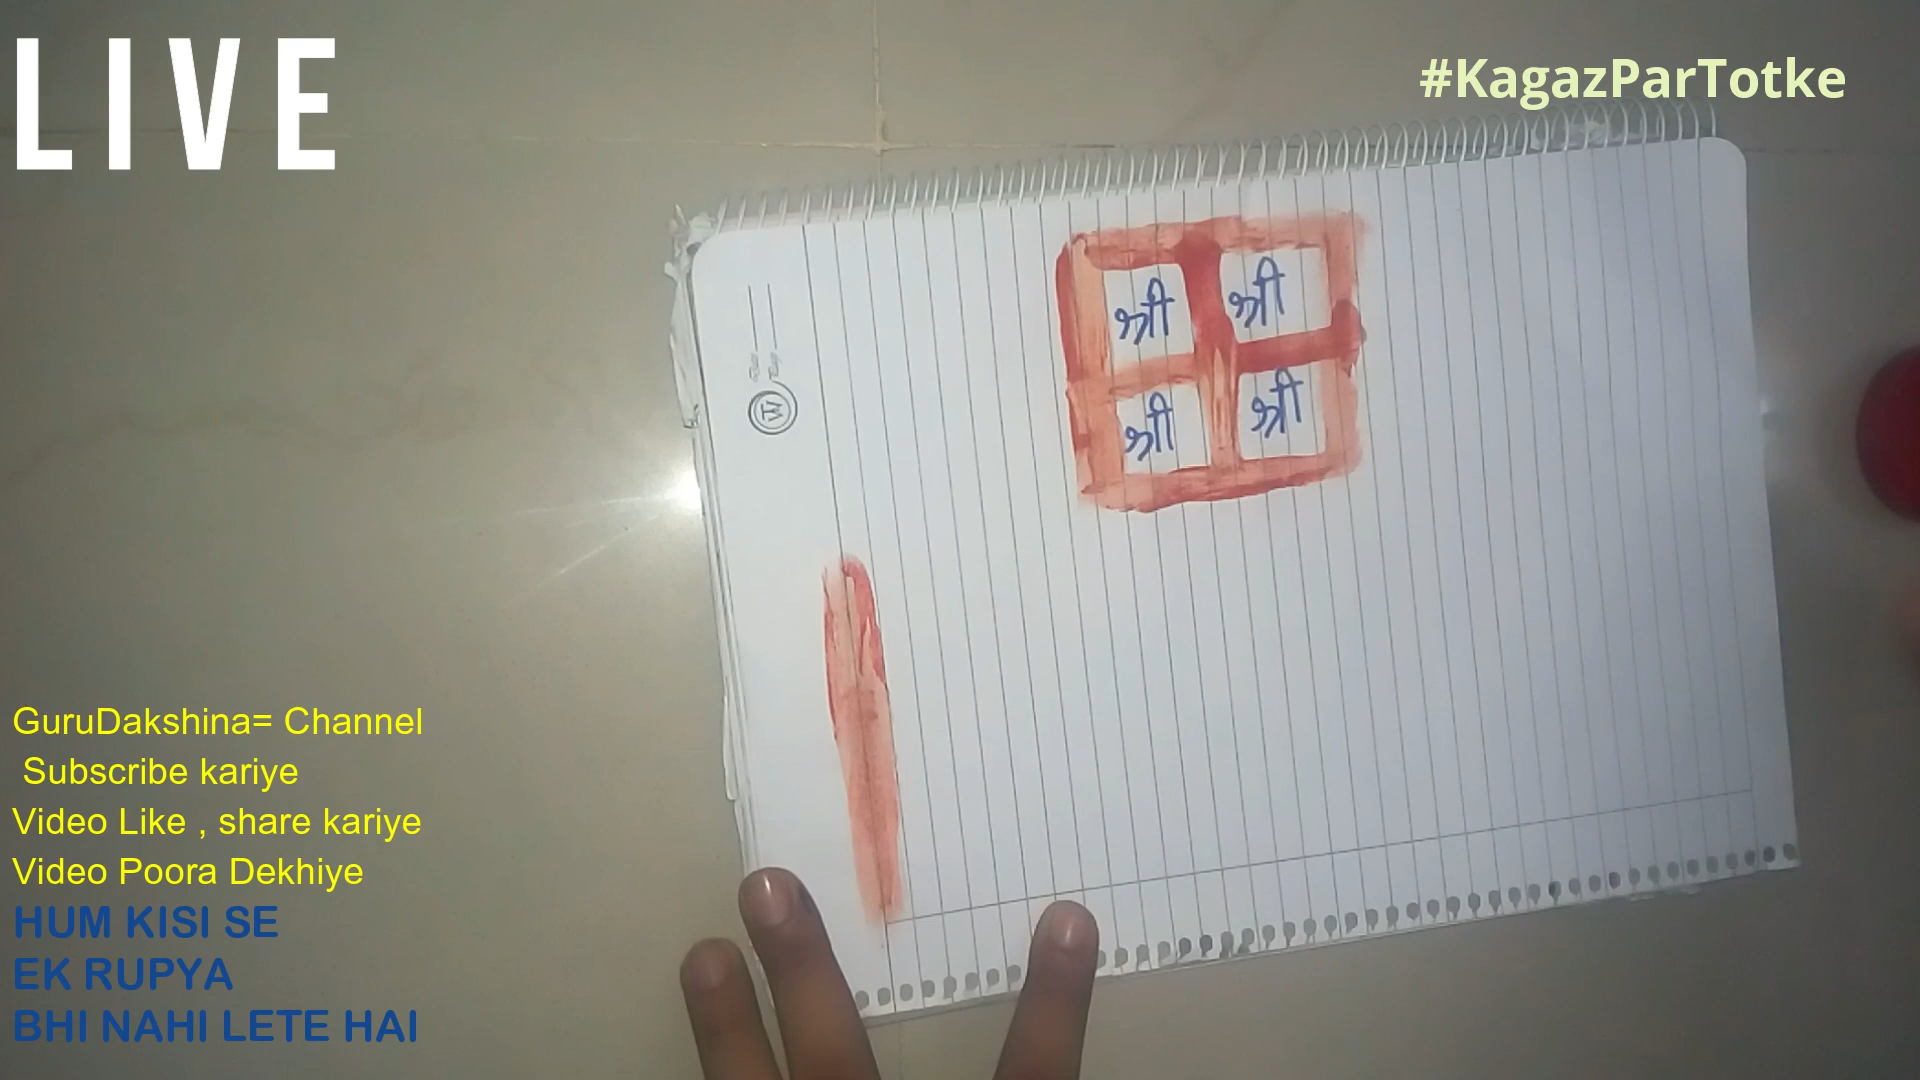 LIVE
#KagazParTotke
श्री श्री
श्री श्री
GuruDakshina= Channel
Subscribe kariye
Video Like , share kariye
Video Poora Dekhiye
HUM KISI SE
EK RUPYA
BHI NAHI LETE HAI